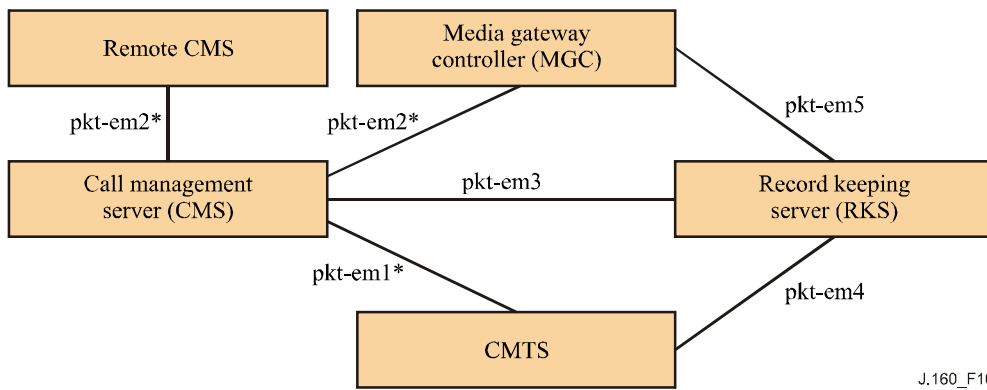 Remote CMS
Media gateway
controller (MGC)
pkt-em5
pkt-em2*
pkt-em2*
Call management
server (CMS)
pkt-em3
Record keeping
server (RKS)
pkt-em1*
pkt-em4
CMTS